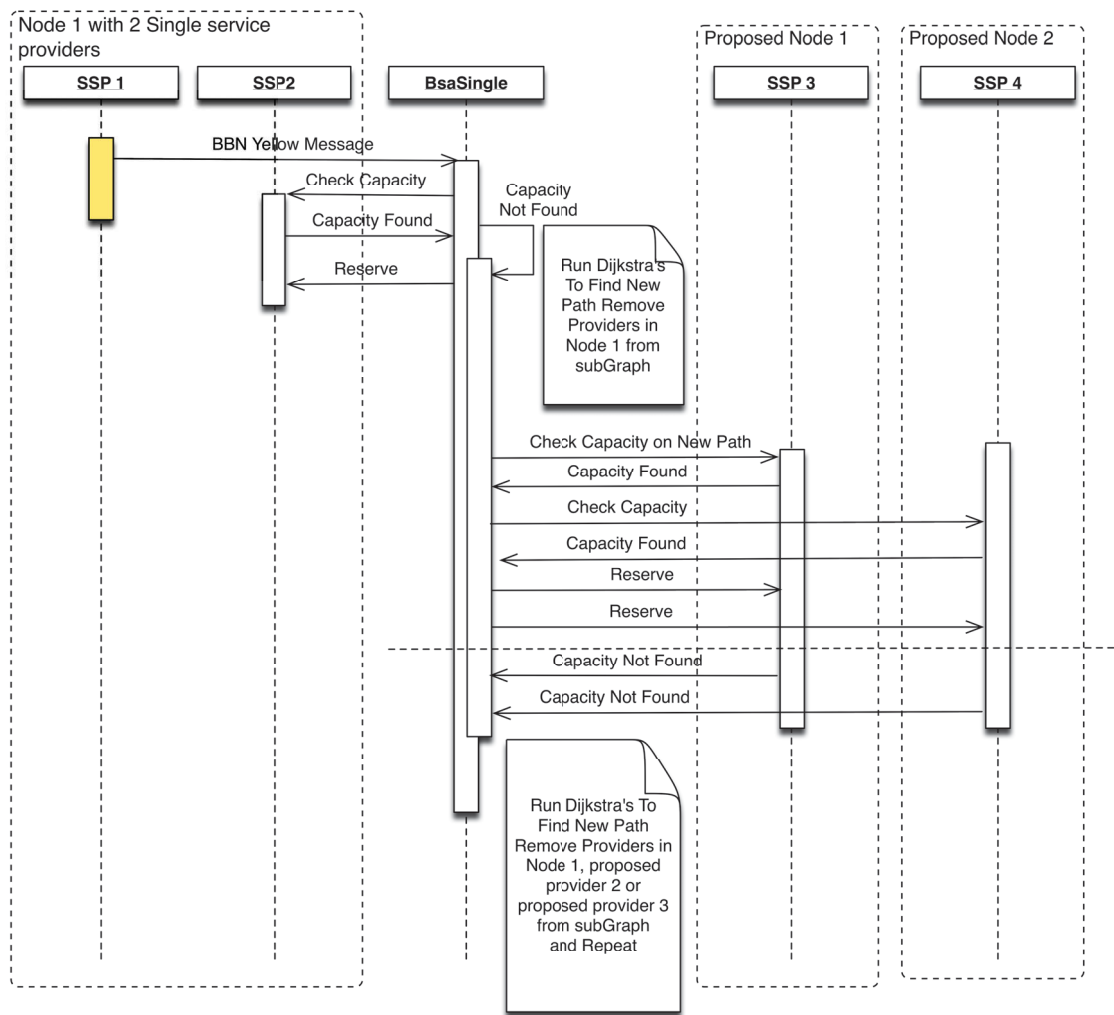 Node 1 with 2 Single service
providers
Proposed Node 1
Proposed Node 2
SSP 1
SSP2
BsaSingle
SSP 3
SSP 4
BBN Yellow Message
Check Capacity
Capacity
Not Found
Capacity Found
Reserve
Run Dijkstra's
To Find New
Path Remove
Providers in
Node 1 from
subGraph
Check Capacity on New Path
Capacity Found
Check Capacity
Capacity Found
Reserve
Reserve
Capacity Not Found
Capacity Not Found
Run Dijkstra's To
Find New Path
Remove Providers in
Node 1, proposed
provider 2 or
proposed provider 3
from subGraph
and Repeat